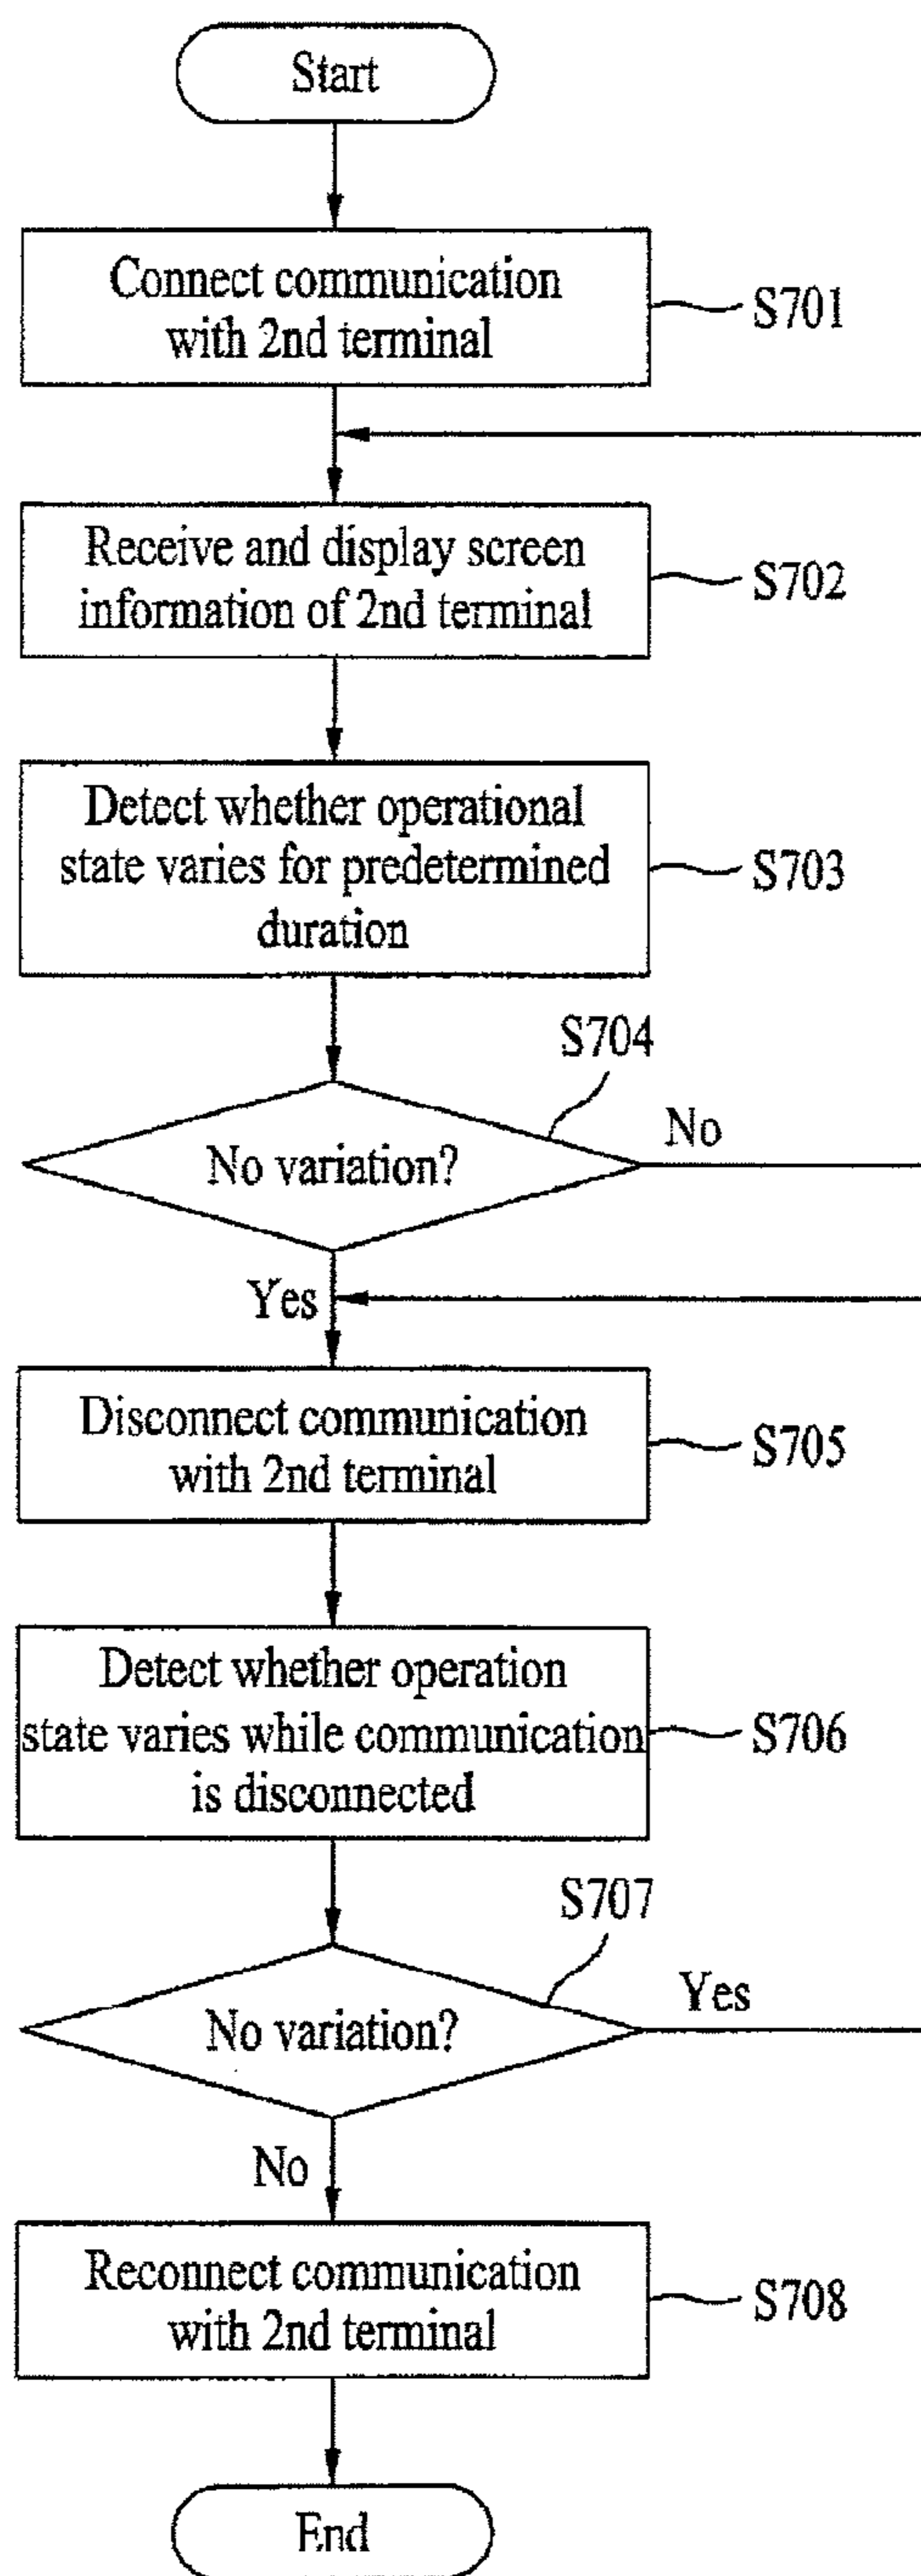 Start
Connect communication
with 2nd terminal
S701
Receive and display screen
information of 2nd terminal
S702
Detect whether operational
state varies for predetermined
duration
S703
S704
No variation?
No
Yes
Disconnect communication
with 2nd terminal
S705
Detect whether operation
state varies while communication
is disconnected
S706
S707
No variation?
Yes
No
Reconnect communication
with 2nd terminal
S708
End